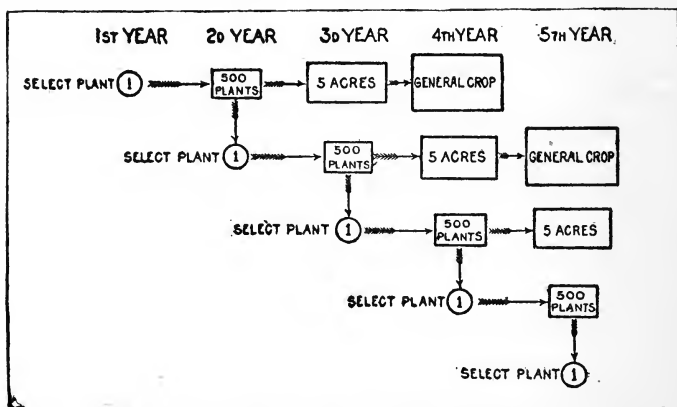 1ST YEAR 2D YEAR 3D YEAR 4TH YEAR 5TH YEAR
SELECT PLANT 1 500 PLANTS 5 ACRES GENERAL CROP
SELECT PLANT 1 500 PLANTS 5 ACRES GENERAL CROP
SELECT PLANT 1 500 PLANTS 5 ACRES
SELECT PLANT 1 500 PLANTS
SELECT PLANT 1